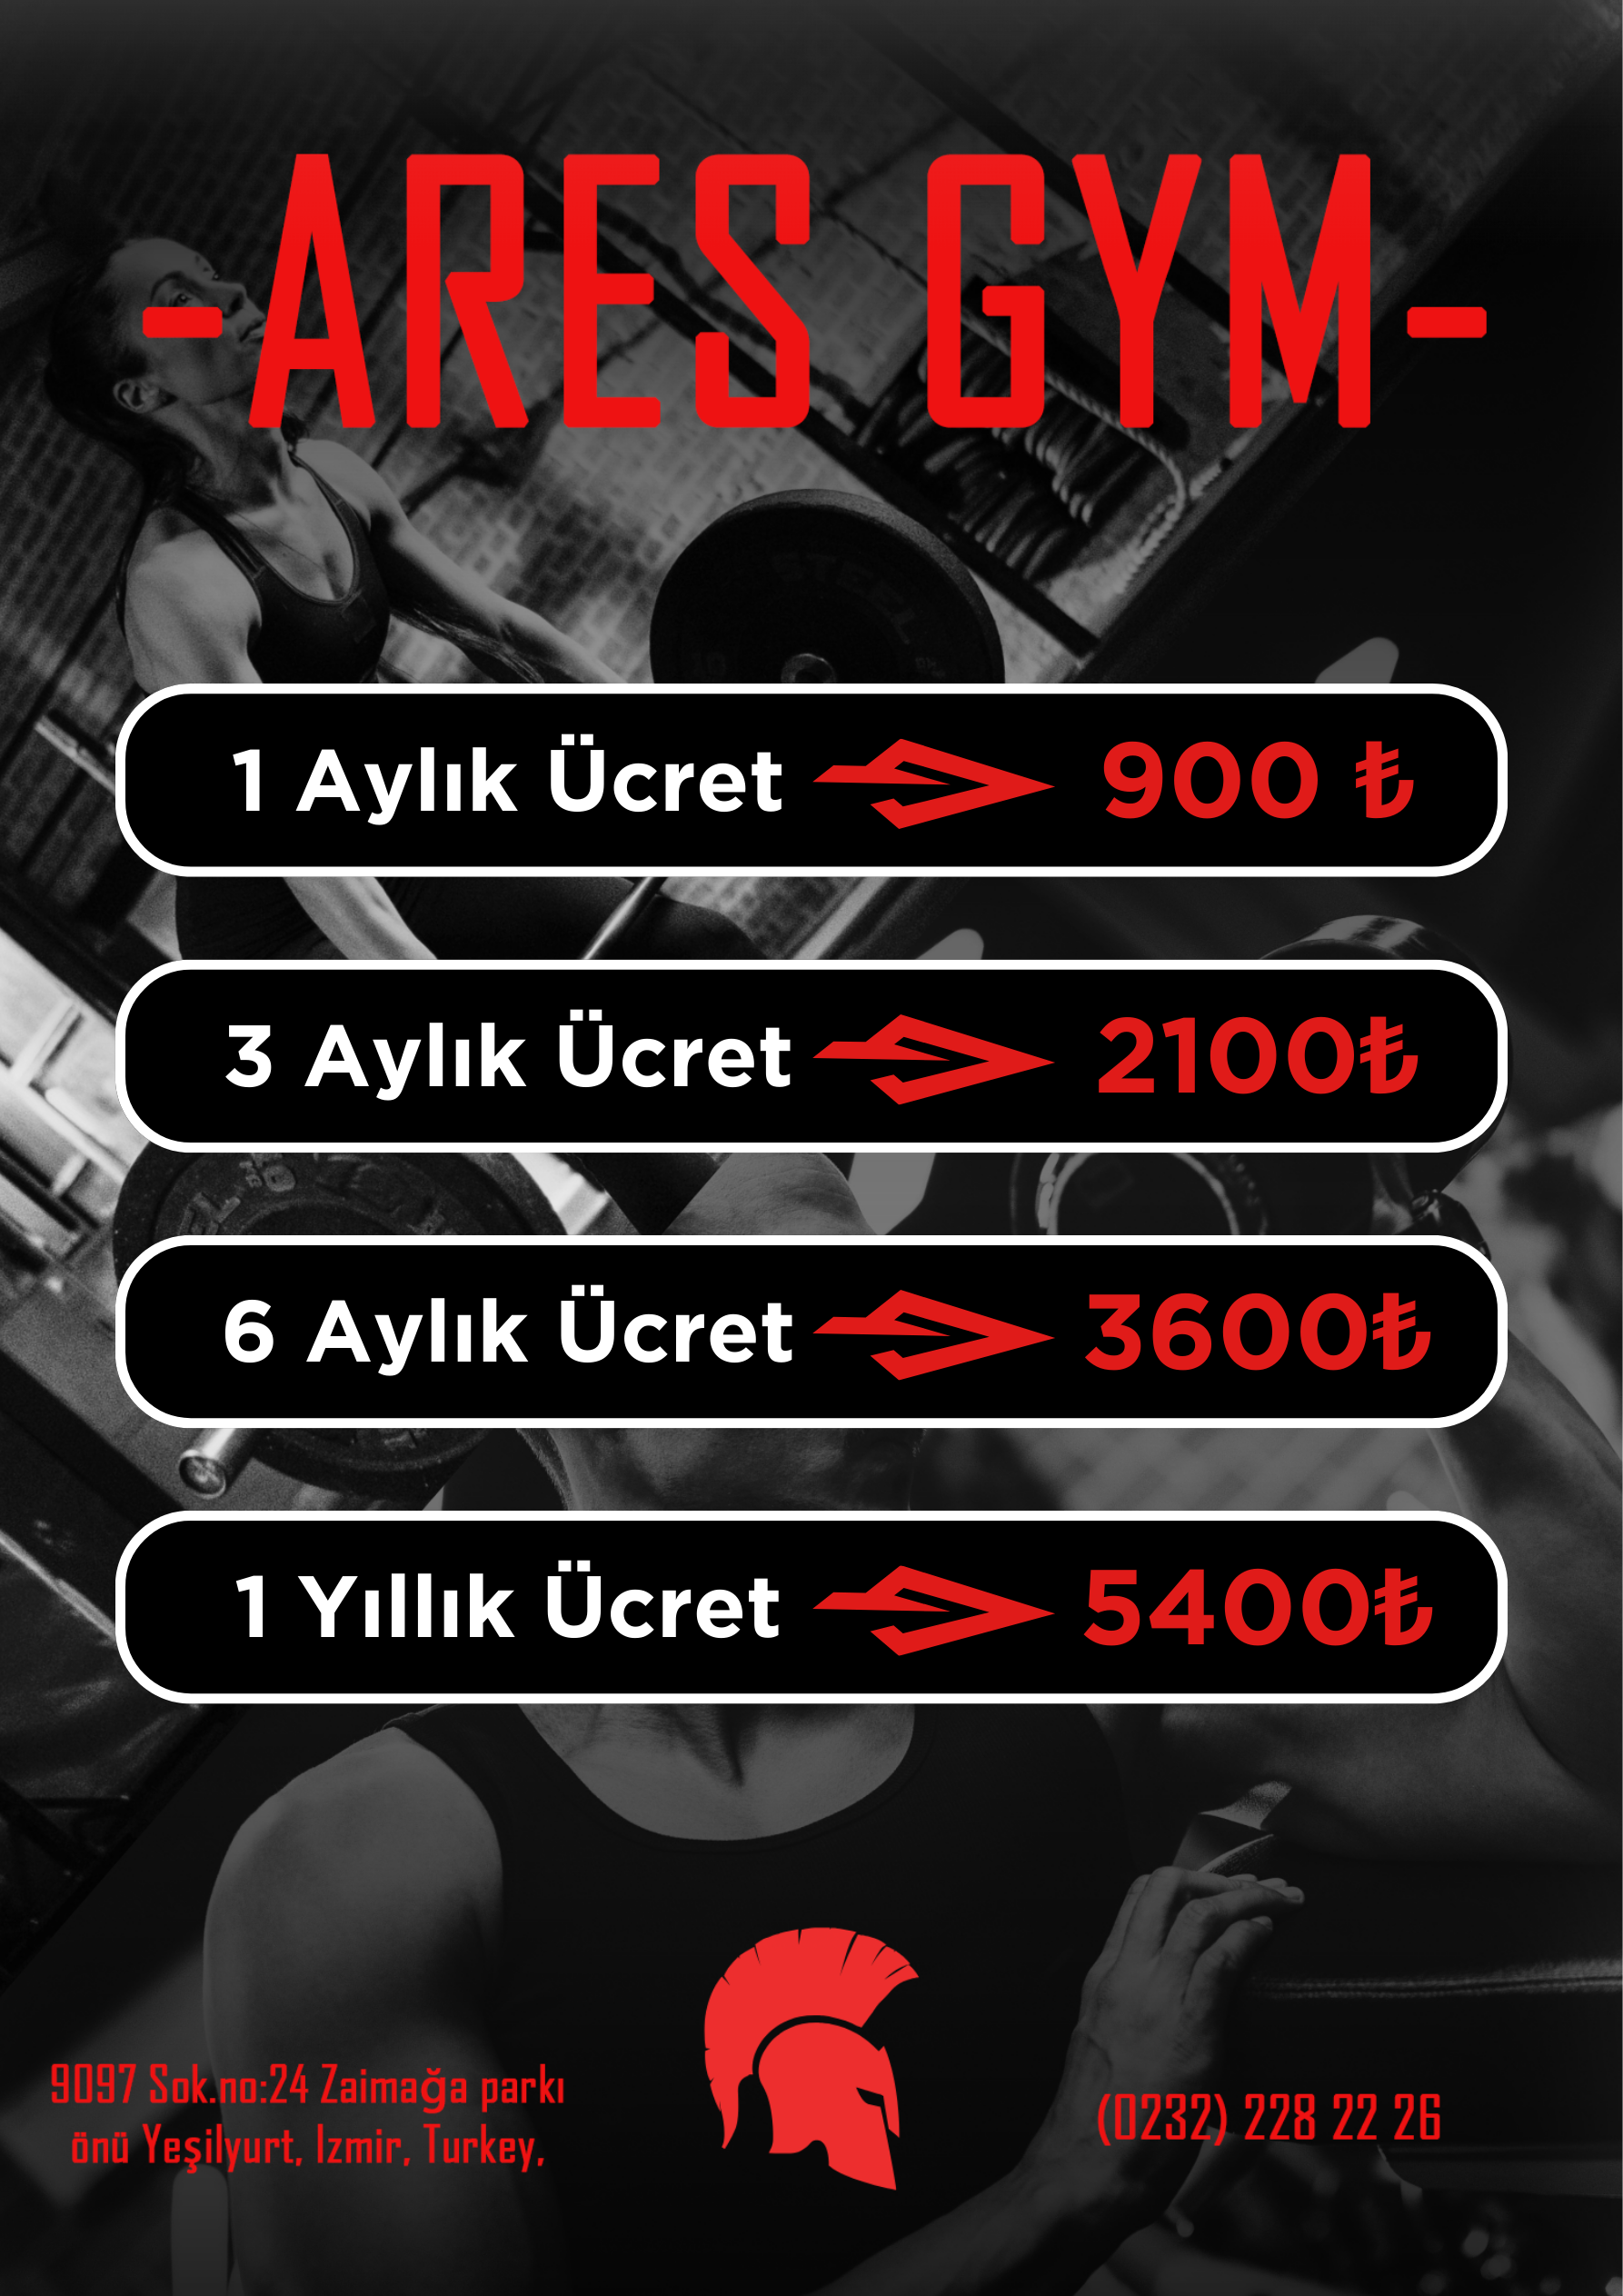 -ARES GYM-
1 Aylık Ücret 900 ₺
3 Aylık Ücret 2100₺
6 Aylık Ücret 3600₺
1 Yıllık Ücret 5400₺
9097 Sok.no:24 Zaimağa parkı
önü Yeşilyurt, Izmir, Turkey,
(0232) 228 22 26